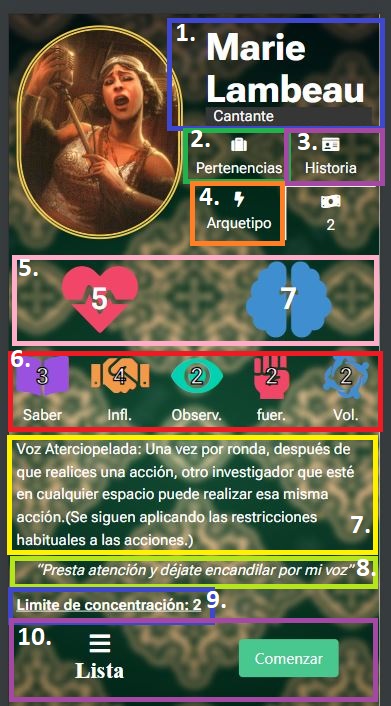 1. Marie
Lambeau
Cantante
2. 3.
Pertenencias Historia
4.
Arquetipo 2
5.
5 7
6.
3 4 2 2 2
Saber Infl. Observ. fuer. Vol.
Voz Aterciopelada: Una vez por ronda, después de
que realices una acción, otro investigador que esté
en cualquier espacio puede realizar esa misma
acción.(Se siguen aplicando las restricciones
habituales a las acciones.)
7.
“Presta atención y déjate encandilar por mi voz” 8.
Limite de concentración: 2 9.
10.
Lista Comenzar